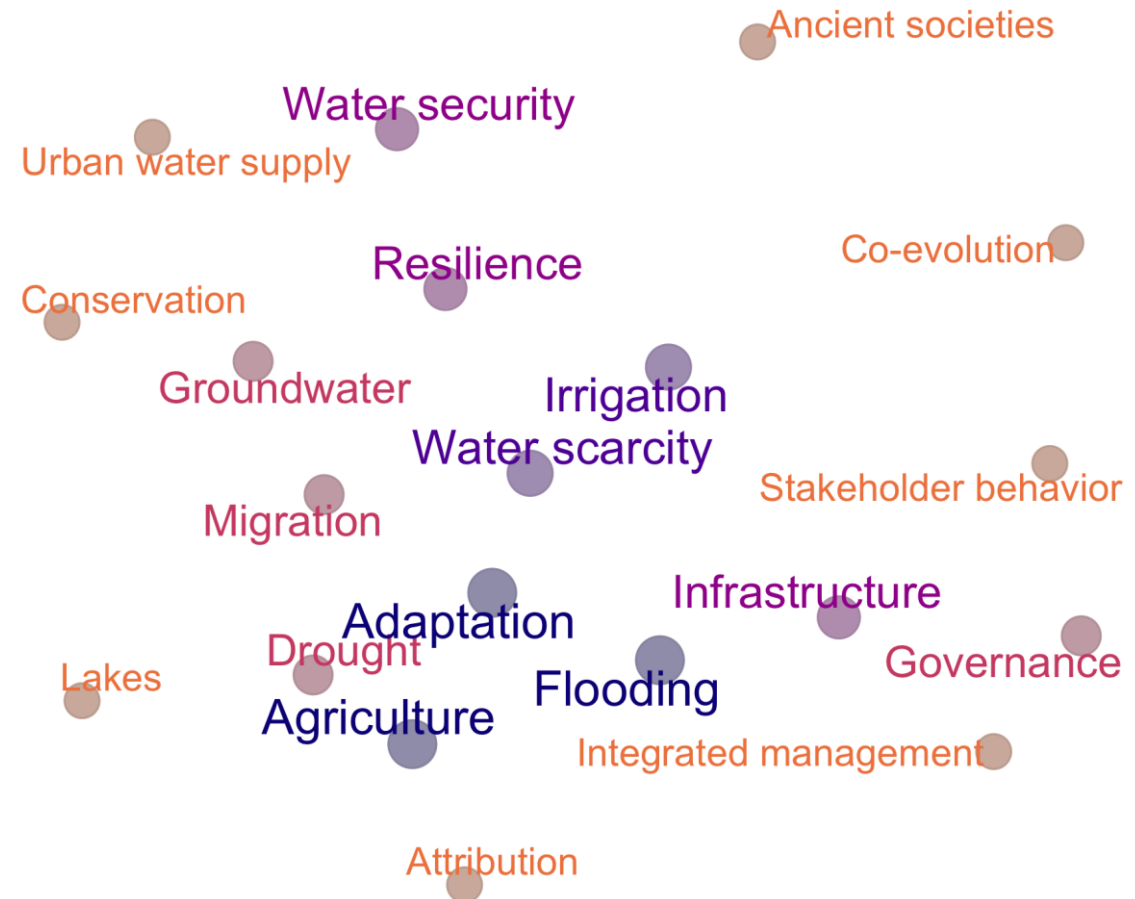 Ancient societies
Water security
Urban water supply
Co-evolution
Resilience
Conservation
Groundwater
Irrigation
Water scarcity
Stakeholder behavior
Migration
Infrastructure
Adaptation
Drought
Governance
Lakes
Flooding
Agriculture
Integrated management
Attribution